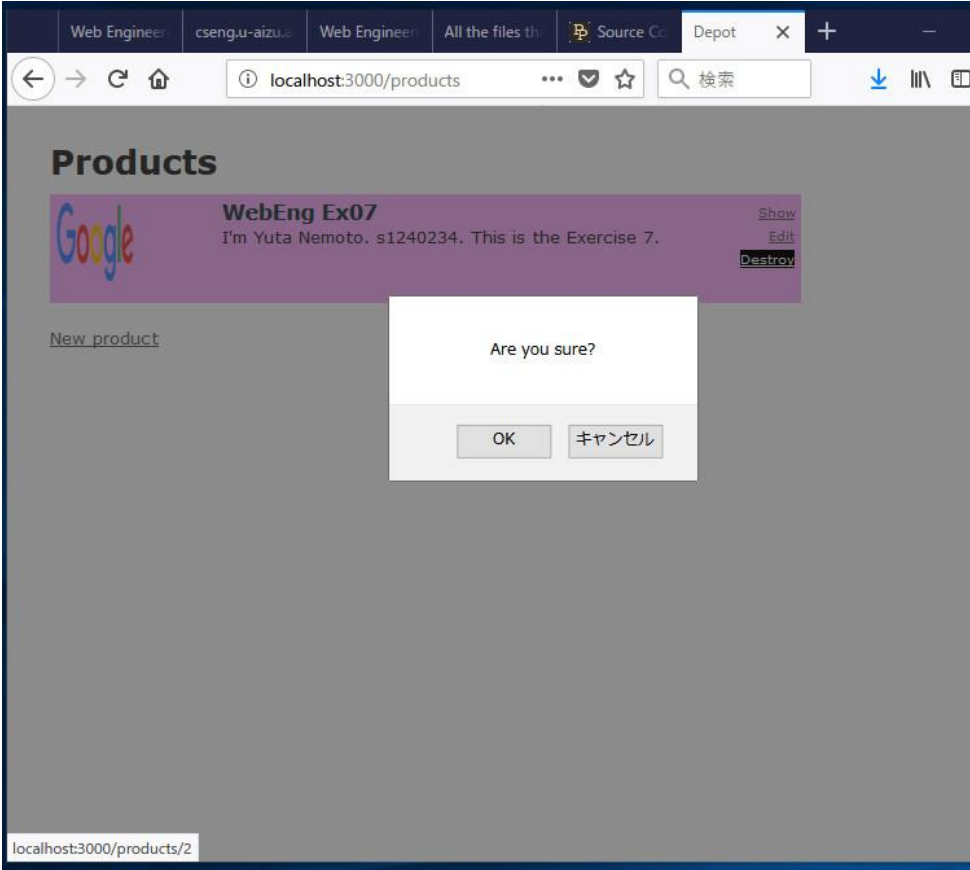 Web Engineer
cseng.u-aizu.a
Web Engineer
All the files th
Source Co
Depot
localhost:3000/products
検索
Products
Google
WebEng Ex07
I'm Yuta Nemoto. s1240234. This is the Exercise 7.
Show
Edit
Destroy
New product
Are you sure?
OK
キャンセル
localhost:3000/products/2